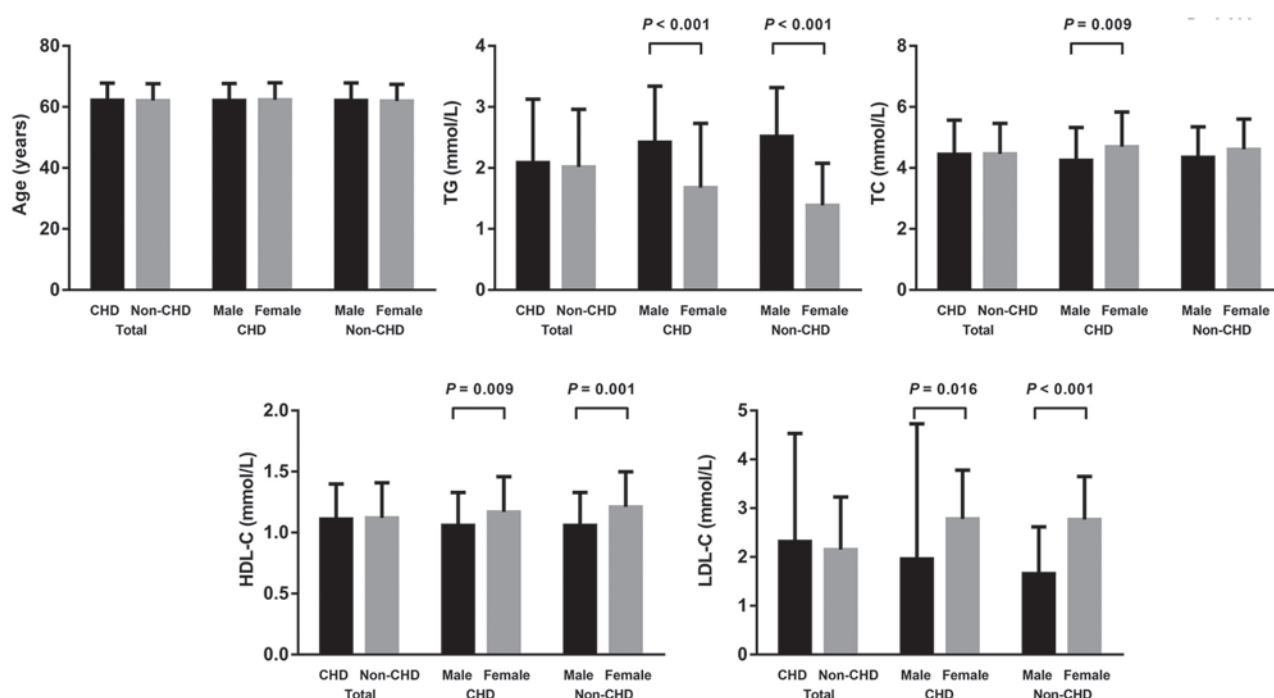 P < 0.001 P < 0.001 P = 0.009
Age (years)
80
60
40
20
0
CHD Non-CHD Male Female Male Female
Total CHD Non-CHD
TG (mmol/L)
4
3
2
1
0
CHD Non-CHD Male Female Male Female
Total CHD Non-CHD
TC (mmol/L)
8
6
4
2
0
CHD Non-CHD Male Female Male Female
Total CHD Non-CHD
P = 0.009 P = 0.001
HDL-C (mmol/L)
2.0
1.5
1.0
0.5
0.0
CHD Non-CHD Male Female Male Female
Total CHD Non-CHD
P = 0.016 P < 0.001
LDL-C (mmol/L)
5
4
3
2
1
0
CHD Non-CHD Male Female Male Female
Total CHD Non-CHD